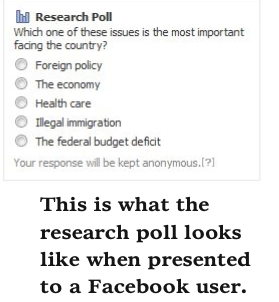 Research Poll
Which one of these issues is the most important
facing the country?
Foreign policy
The economy
Health care
Illegal immigration
The federal budget deficit
Your response will be kept anonymous.[?]
This is what the
research poll looks
like when presented
to a Facebook user.